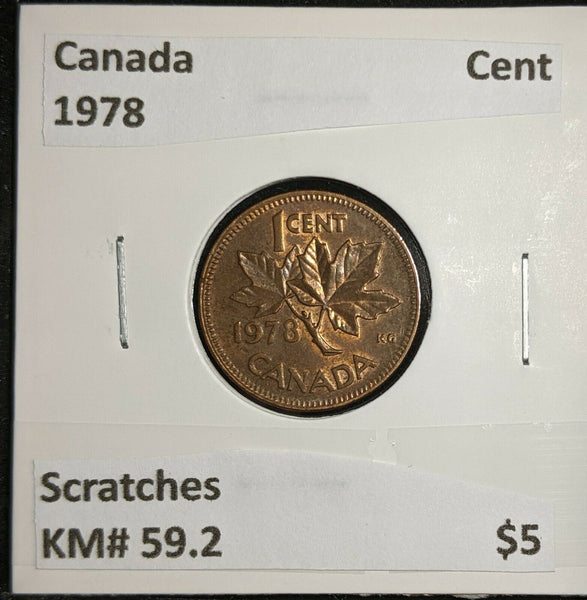 Canada Cent
1978
1 CENT
1978 KG
CANADA
Scratches
KM# 59.2 $5